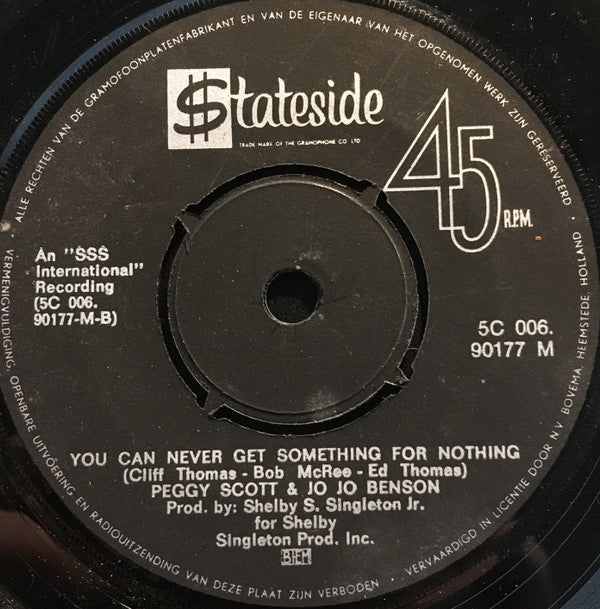 ALLE RECHTEN VAN DE GRAMOFOONPLATENFABRIKANT EN VAN DE EIGENAAR VAN HET OPGENOMEN WERK ZIJN GERESERVEERD
$tateside
TRADE MARK OF THE GRAMOPHONE CO LTD
45
R.P.M.
An "SSS
International"
Recording
(5C 006.
90177-M-B)
5C 006.
90177 M
YOU CAN NEVER GET SOMETHING FOR NOTHING
(Cliff Thomas - Bob McRee - Ed Thomas)
PEGGY SCOTT & JO JO BENSON
Prod. by: Shelby S. Singleton Jr.
for Shelby
Singleton Prod. Inc.
BIEM
VERMENIGVULDIGING, OPENBARE UITVOERING EN RADIOUITZENDING VAN DEZE PLAAT ZIJN VERBODEN · VERVAARDIGD IN LICENTIE DOOR N.V. BOVEMA, HEEMSTEDE, HOLLAND